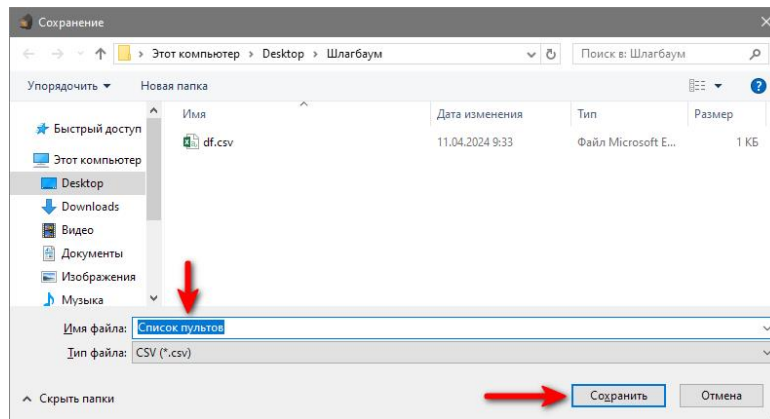 Сохранение
Этот компьютер > Desktop > Шлагбаум
Поиск в: Шлагбаум
Упорядочить
Новая папка
Имя
Дата изменения
Тип
Размер
df.csv
11.04.2024 9:33
Файл Microsoft E...
1 КБ
Быстрый доступ
Этот компьютер
Desktop
Downloads
Видео
Документы
Изображения
Музыка
Имя файла: Список пультов
Тип файла: CSV (*.csv)
Скрыть папки
Сохранить
Отмена